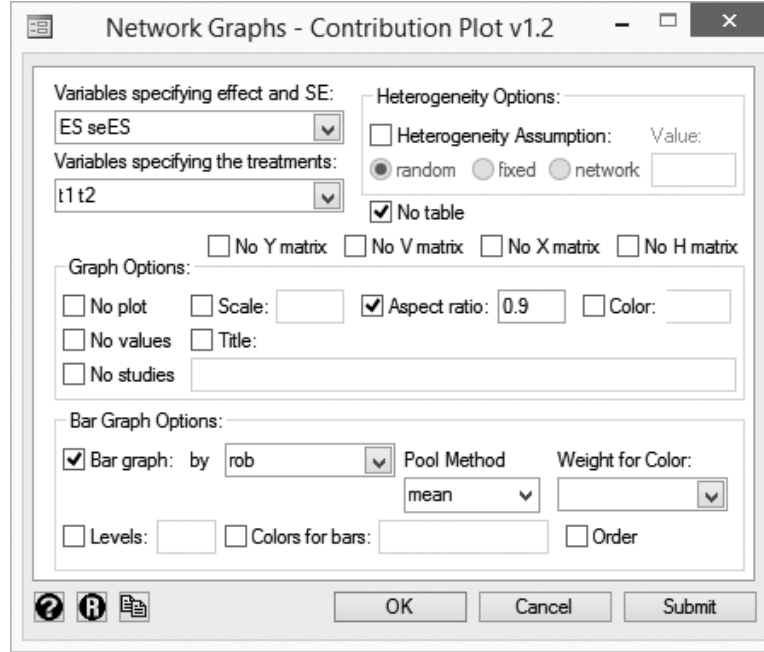 Network Graphs - Contribution Plot v1.2
Variables specifying effect and SE:
ES seES
Variables specifying the treatments:
t1 t2
Heterogeneity Options:
Heterogeneity Assumption: Value:
random fixed network
No table
No Y matrix No V matrix No X matrix No H matrix
Graph Options:
No plot Scale: Aspect ratio: 0.9 Color:
No values Title:
No studies
Bar Graph Options:
Bar graph: by rob Pool Method Weight for Color:
mean
Levels: Colors for bars: Order
? R OK Cancel Submit